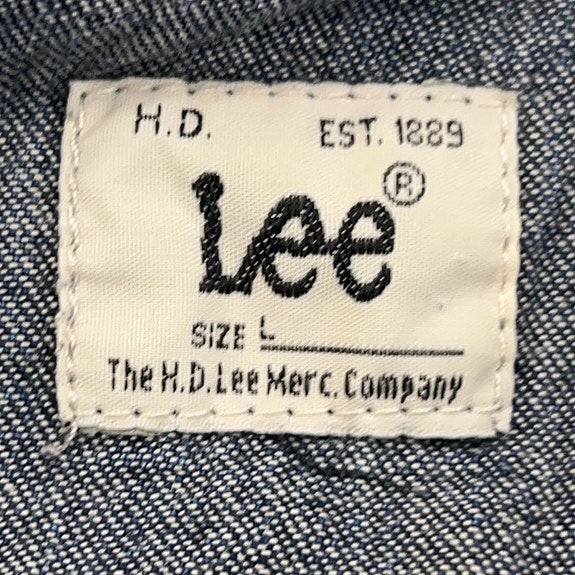 H.D. EST. 1889
Lee®
SIZE L
The H.D.Lee Merc.Company